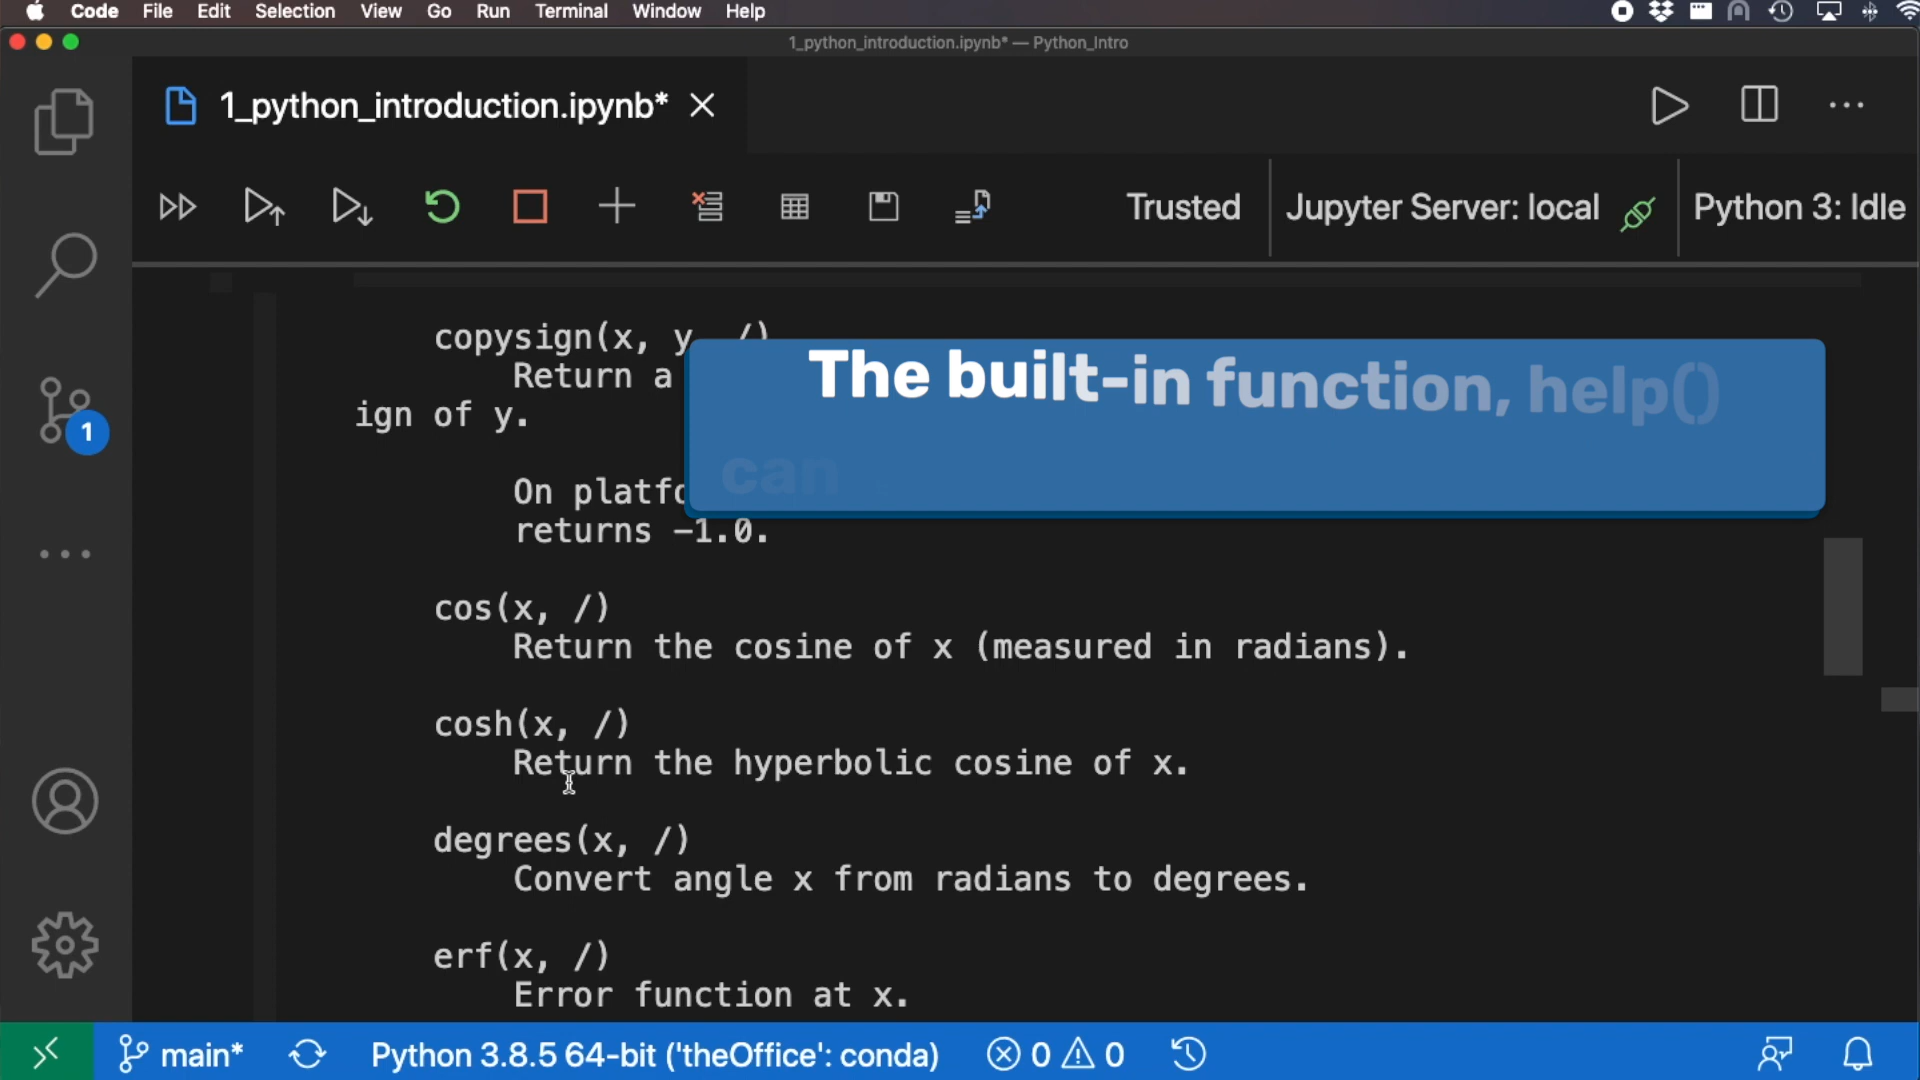 Code File Edit Selection View Go Run Terminal Window Help
1_python_introduction.ipynb* — Python_Intro
1_python_introduction.ipynb*
Trusted Jupyter Server: local Python 3: Idle
copysign(x, y, /)
The built-in function, help()
Return a
ign of y.
can
On platfo
returns -1.0.
cos(x, /)
Return the cosine of x (measured in radians).
cosh(x, /)
Return the hyperbolic cosine of x.
degrees(x, /)
Convert angle x from radians to degrees.
erf(x, /)
Error function at x.
1
main* Python 3.8.5 64-bit ('theOffice': conda) 0 0